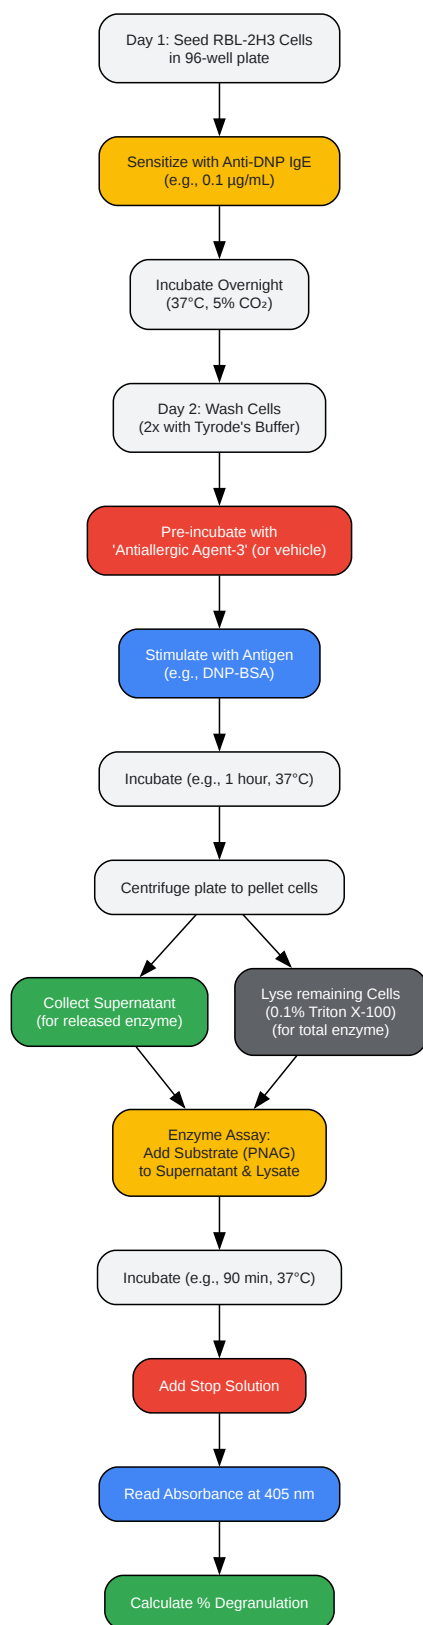 Day 1: Seed RBL-2H3 Cells
in 96-well plate
Sensitize with Anti-DNP IgE
(e.g., 0.1 µg/mL)
Incubate Overnight
(37°C, 5% CO₂)
Day 2: Wash Cells
(2x with Tyrode's Buffer)
Pre-incubate with
'Antiallergic Agent-3' (or vehicle)
Stimulate with Antigen
(e.g., DNP-BSA)
Incubate (e.g., 1 hour, 37°C)
Centrifuge plate to pellet cells
Collect Supernatant
(for released enzyme)
Lyse remaining Cells
(0.1% Triton X-100)
(for total enzyme)
Enzyme Assay:
Add Substrate (PNAG)
to Supernatant & Lysate
Incubate (e.g., 90 min, 37°C)
Add Stop Solution
Read Absorbance at 405 nm
Calculate % Degranulation